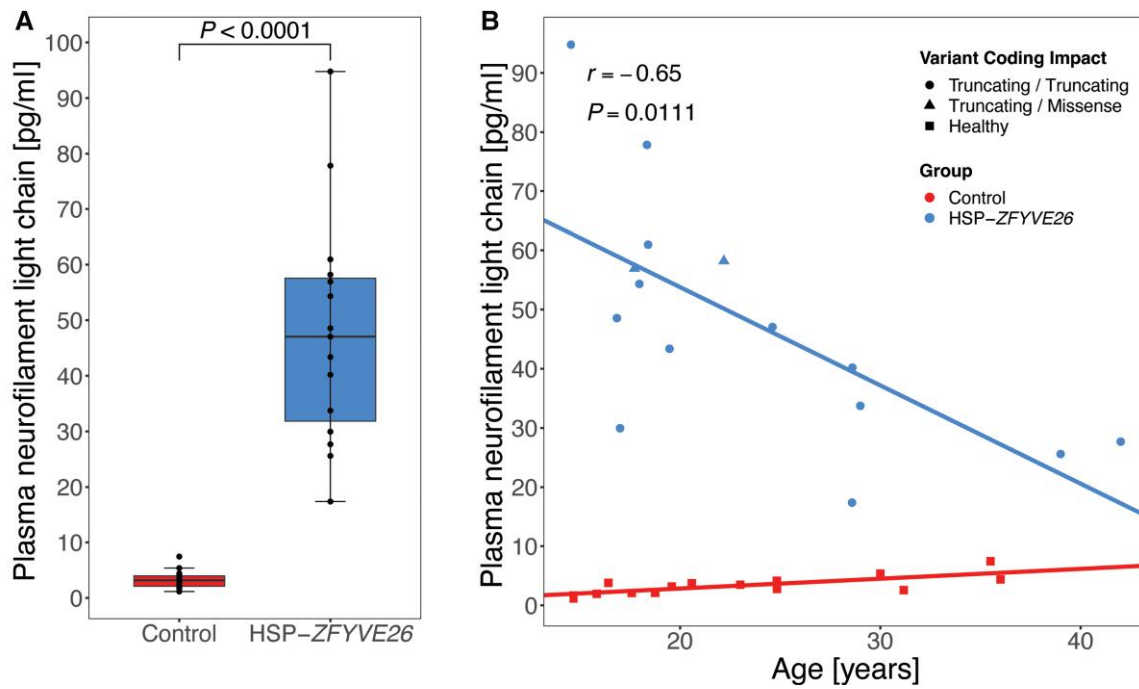 A
P < 0.0001
Plasma neurofilament light chain [pg/ml]
100
90
80
70
60
50
40
30
20
10
0
Control
HSP−ZFYVE26
B
r = −0.65
P = 0.0111
Variant Coding Impact
Truncating / Truncating
Truncating / Missense
Healthy
Group
Control
HSP−ZFYVE26
Plasma neurofilament light chain [pg/ml]
90
80
70
60
50
40
30
20
10
0
20
30
40
Age [years]